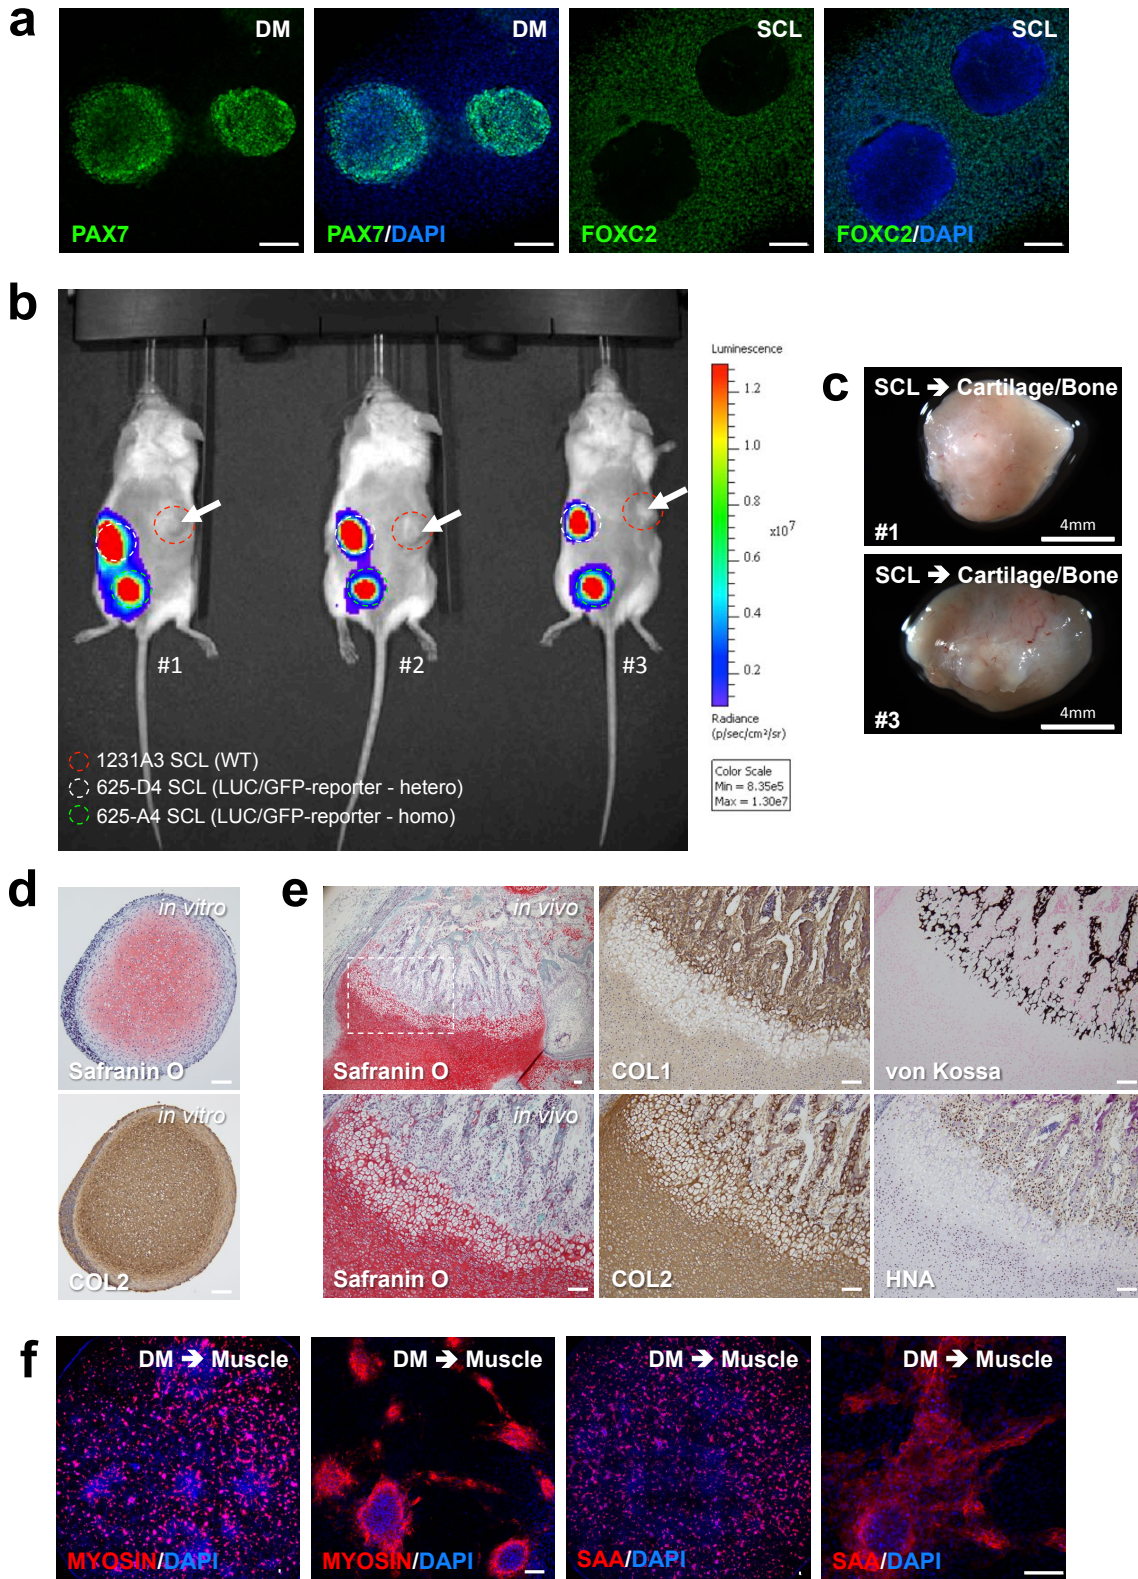 a
DM
PAX7
DM
PAX7/DAPI
SCL
FOXC2
SCL
FOXC2/DAPI
b
#1
#2
#3
1231A3 SCL (WT)
625-D4 SCL (LUC/GFP-reporter - hetero)
625-A4 SCL (LUC/GFP-reporter - homo)
Luminescence
1.2
1.0
0.8
x10^7
0.6
0.4
0.2
Radiance
(p/sec/cm²/sr)
Color Scale
Min = 8.35e5
Max = 1.30e7
c
SCL ➔ Cartilage/Bone
#1
4mm
SCL ➔ Cartilage/Bone
#3
4mm
d
in vitro
Safranin O
in vitro
COL2
e
in vivo
Safranin O
COL1
von Kossa
in vivo
Safranin O
COL2
HNA
f
DM ➔ Muscle
MYOSIN/DAPI
DM ➔ Muscle
MYOSIN/DAPI
DM ➔ Muscle
SAA/DAPI
DM ➔ Muscle
SAA/DAPI